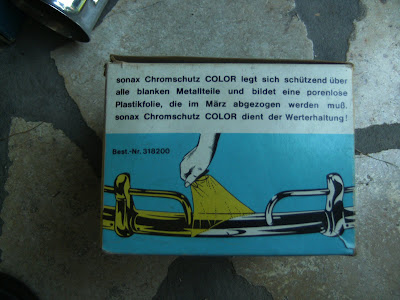 sonax Chromschutz COLOR legt sich schützend über
alle blanken Metallteile und bildet eine porenlose
Plastikfolie, die im März abgezogen werden muß.
sonax Chromschutz COLOR dient der Werterhaltung!
Best.-Nr. 318200